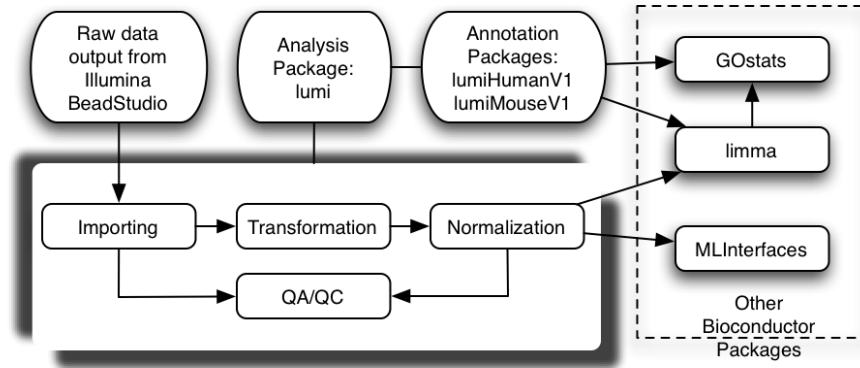 Raw data
output from
Illumina
BeadStudio
Analysis
Package:
lumi
Annotation
Packages:
lumiHumanV1
lumiMouseV1
GOstats
limma
Importing
Transformation
Normalization
MLInterfaces
QA/QC
Other
Bioconductor
Packages